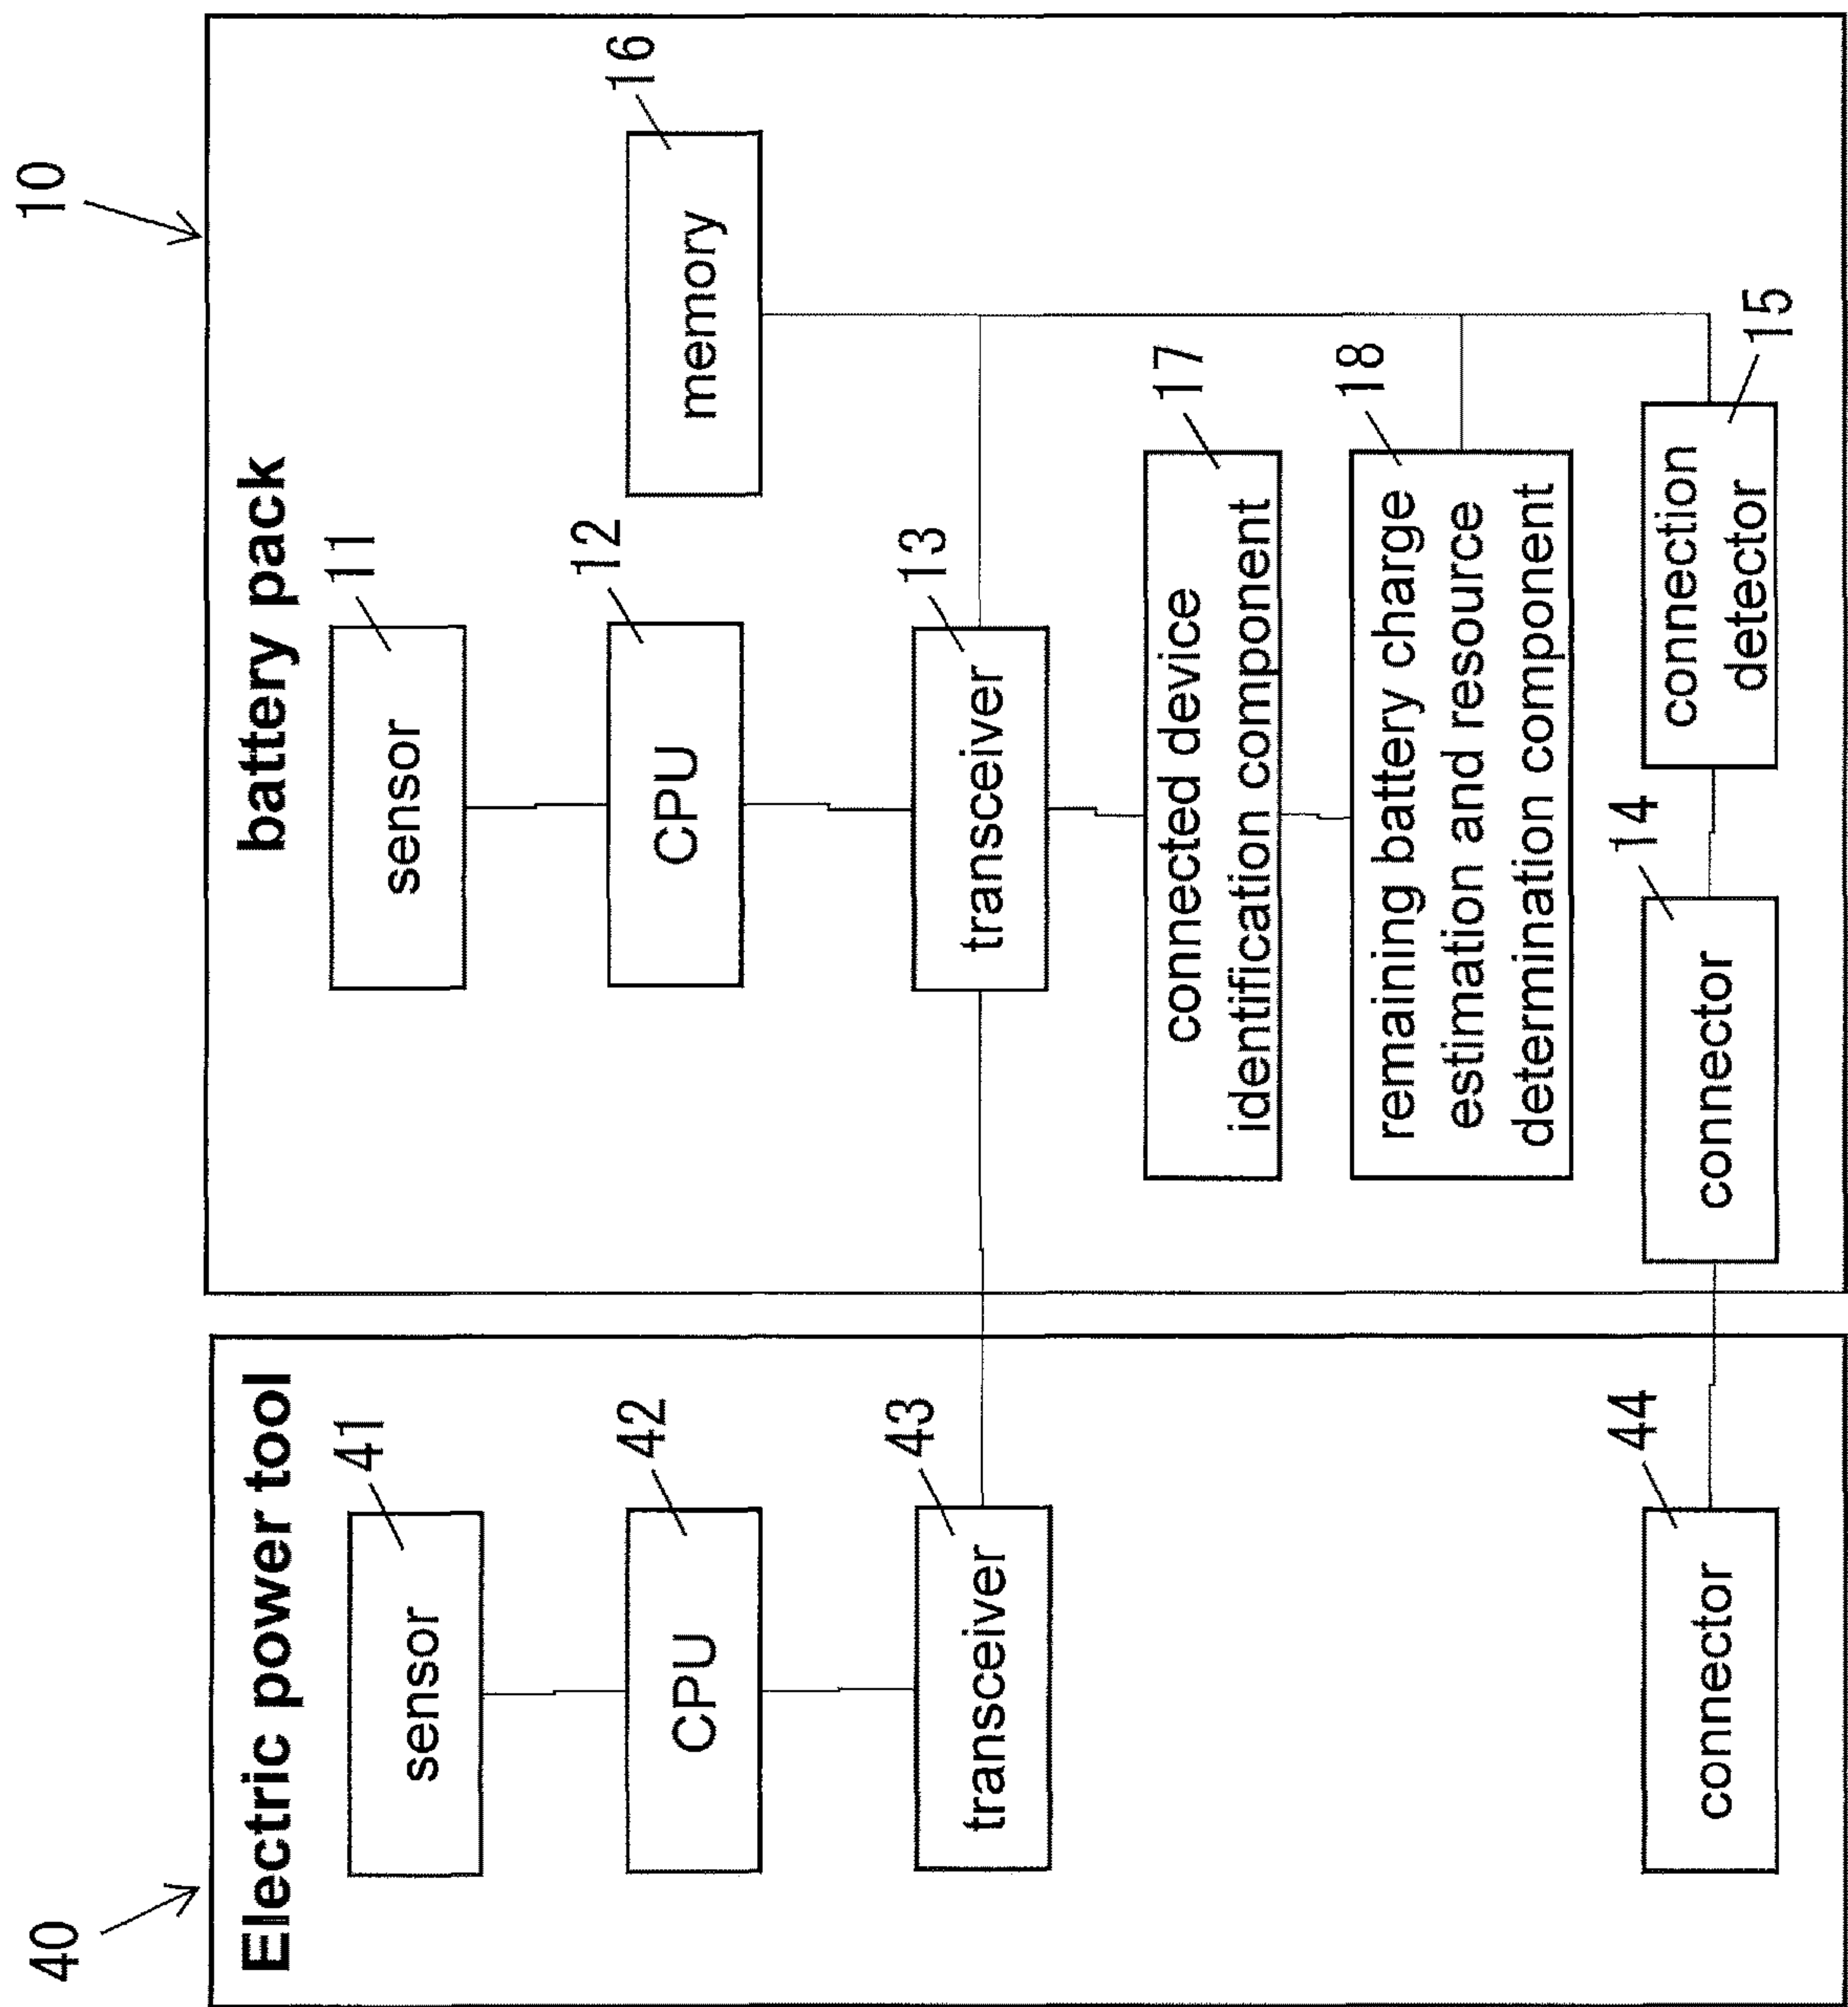 40
Electric power tool
41
sensor
42
CPU
43
transceiver
44
connector
10
battery pack
11
sensor
12
CPU
16
memory
13
transceiver
17
connected device
identification component
18
remaining battery charge
estimation and resource
determination component
14
connector
15
connection
detector